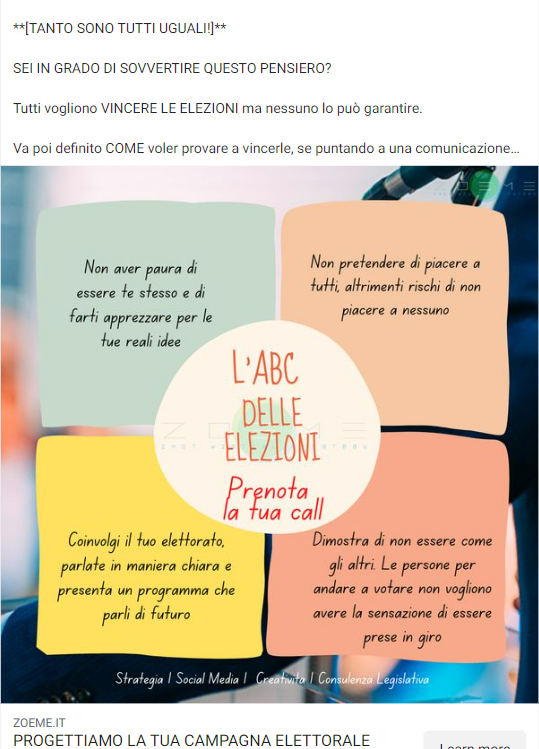 **[TANTO SONO TUTTI UGUALI!]**
SEI IN GRADO DI SOVVERTIRE QUESTO PENSIERO?
Tutti vogliono VINCERE LE ELEZIONI ma nessuno lo può garantire.
Va poi definito COME voler provare a vincerle, se puntando a una comunicazione...
ZOEME
Non aver paura di
essere te stesso e di
farti apprezzare per le
tue reali idee
Non pretendere di piacere a
tutti, altrimenti rischi di non
piacere a nessuno
L'ABC
DELLE
ELEZIONI
Prenota
la tua call
Coinvolgi il tuo elettorato,
parlate in maniera chiara e
presenta un programma che
parli di futuro
Dimostra di non essere come
gli altri. Le persone per
andare a votare non vogliono
avere la sensazione di essere
prese in giro
Strategia | Social Media | Creatività | Consulenza Legislativa
ZOEME.IT
PROGETTIAMO LA TUA CAMPAGNA ELETTORALE
Learn more